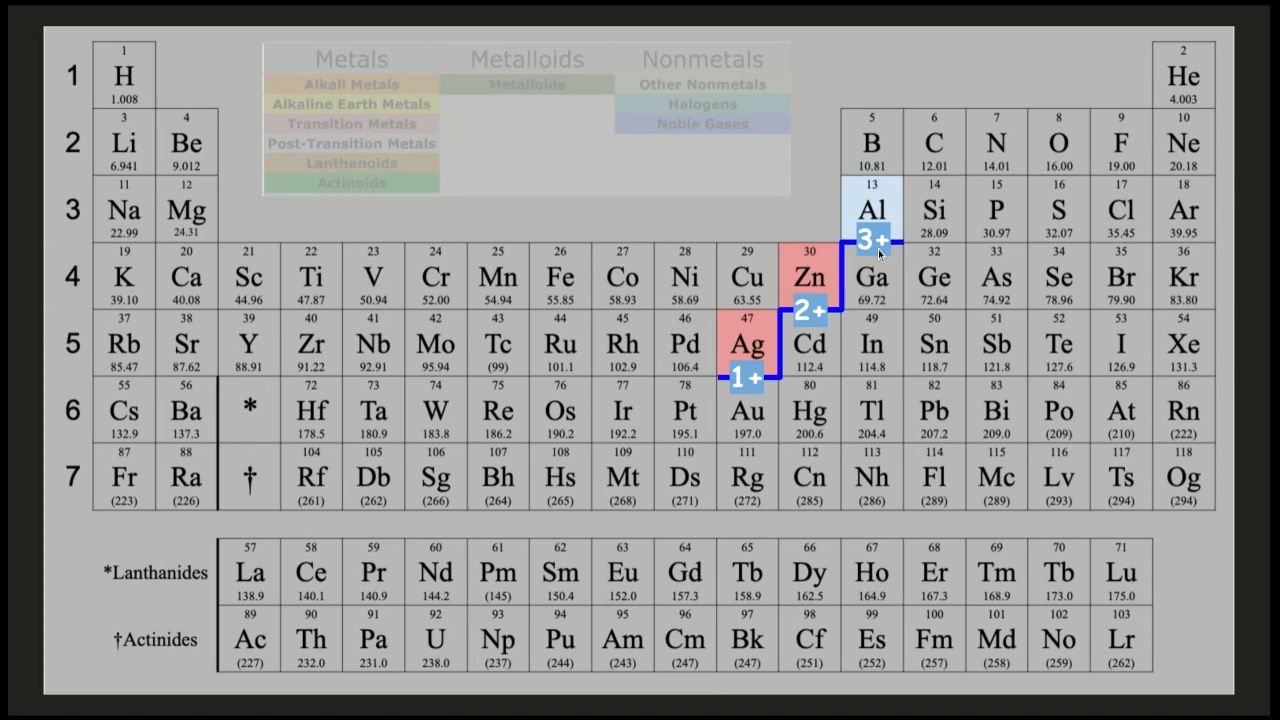 Metals Metalloids Nonmetals
Alkali Metals Metalloids Other Nonmetals
Alkaline Earth Metals Halogens
Transition Metals Noble Gases
Post-Transition Metals
Lanthanoids
Actinoids
1 2
1 H He
1.008 4.003
3 4 5 6 7 8 9 10
2 Li Be B C N O F Ne
6.941 9.012 10.81 12.01 14.01 16.00 19.00 20.18
11 12 13 14 15 16 17 18
3 Na Mg Al Si P S Cl Ar
22.99 24.31 3+ 28.09 30.97 32.07 35.45 39.95
19 20 21 22 23 24 25 26 27 28 29 30 32 33 34 35 36
4 K Ca Sc Ti V Cr Mn Fe Co Ni Cu Zn Ga Ge As Se Br Kr
39.10 40.08 44.96 47.87 50.94 52.00 54.94 55.85 58.93 58.69 63.55 2+ 69.72 72.64 74.92 78.96 79.90 83.80
37 38 39 40 41 42 43 44 45 46 47 49 50 51 52 53 54
5 Rb Sr Y Zr Nb Mo Tc Ru Rh Pd Ag Cd In Sn Sb Te I Xe
85.47 87.62 88.91 91.22 92.91 95.94 (99) 101.1 102.9 106.4 1+ 112.4 114.8 118.7 121.8 127.6 126.9 131.3
55 56 72 73 74 75 76 77 78 80 81 82 83 84 85 86
6 Cs Ba * Hf Ta W Re Os Ir Pt Au Hg Tl Pb Bi Po At Rn
132.9 137.3 178.5 180.9 183.8 186.2 190.2 192.2 195.1 197.0 200.6 204.4 207.2 209.0 (209) (210) (222)
87 88 104 105 106 107 108 109 110 111 112 113 114 115 116 117 118
7 Fr Ra † Rf Db Sg Bh Hs Mt Ds Rg Cn Nh Fl Mc Lv Ts Og
(223) (226) (261) (262) (266) (264) (265) (268) (271) (272) (285) (286) (289) (289) (293) (294) (294)
57 58 59 60 61 62 63 64 65 66 67 68 69 70 71
*Lanthanides La Ce Pr Nd Pm Sm Eu Gd Tb Dy Ho Er Tm Tb Lu
138.9 140.1 140.9 144.2 (145) 150.4 152.0 157.3 158.9 162.5 164.9 167.3 168.9 173.0 175.0
89 90 91 92 93 94 95 96 97 98 99 100 101 102 103
†Actinides Ac Th Pa U Np Pu Am Cm Bk Cf Es Fm Md No Lr
(227) 232.0 231.0 238.0 (237) (244) (243) (247) (247) (251) (252) (257) (258) (259) (262)